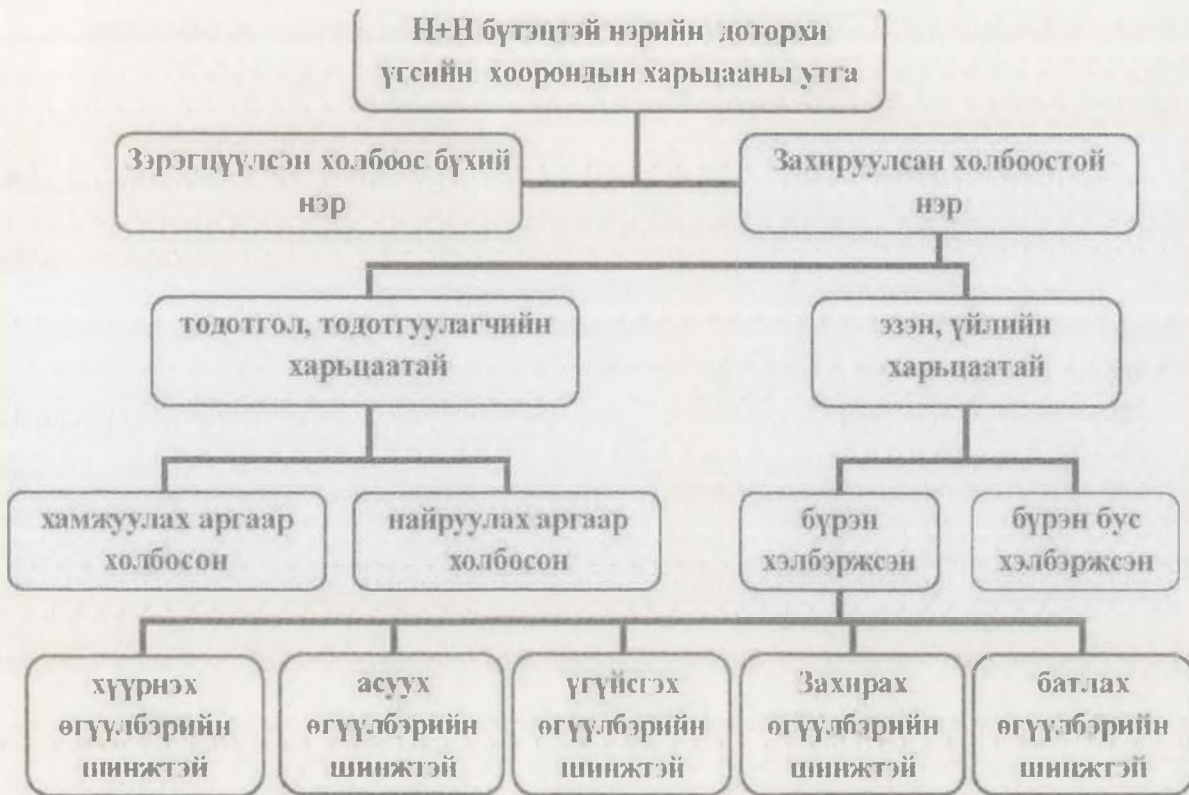 Н+Н бүтэцтэй нэрийн доторхи
үгсийн хоорондын харьцааны утга
Зэрэгцүүлсэн холбоос бүхий
нэр
Захируулсан холбоостой
нэр
тодотгол, тодотгуулагчийн
харьцаатай
эзэн, үйлийн
харьцаатай
хамжуулах аргаар
холбосон
найруулах аргаар
холбосон
бүрэн
хэлбэржсэн
бүрэн бус
хэлбэржсэн
хүүрнэх
өгүүлбэрийн
шинжтэй
асуух
өгүүлбэрийн
шинжтэй
үгүйсгэх
өгүүлбэрийн
шинжтэй
Захирах
өгүүлбэрийн
шинжтэй
батлах
өгүүлбэрийн
шинжтэй